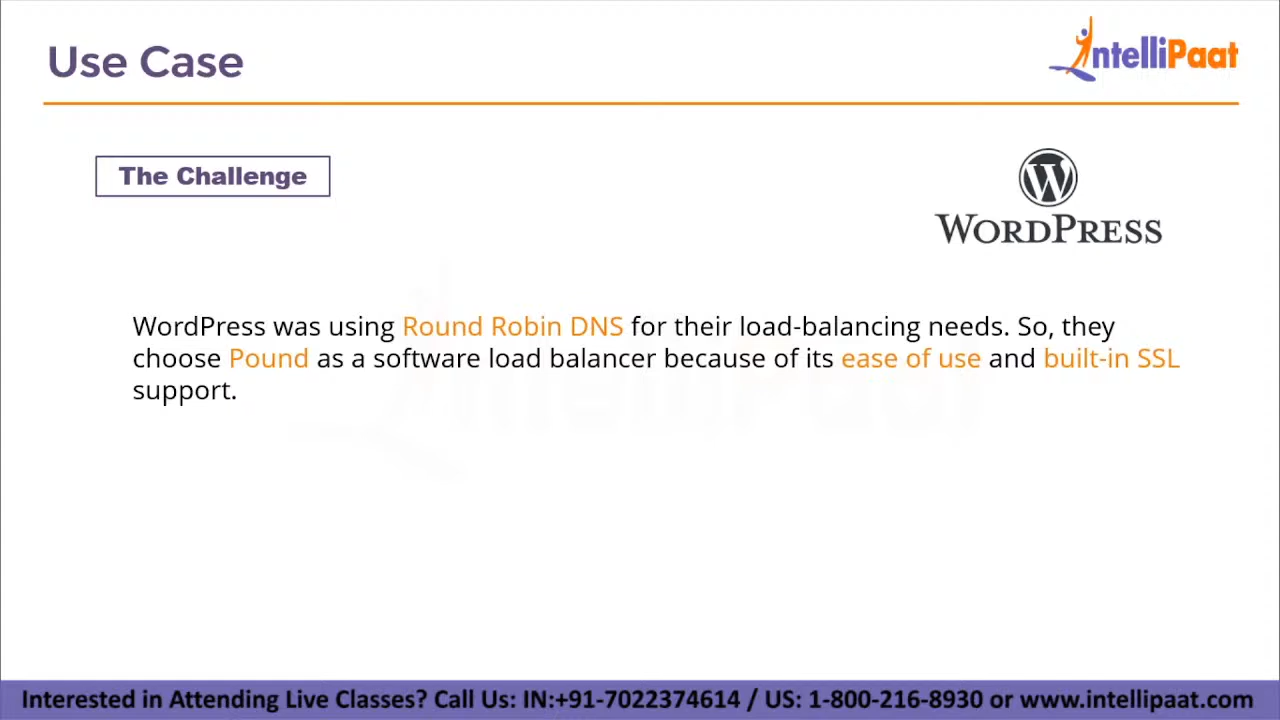 Use Case
IntelliPaat
The Challenge
W
WORDPRESS
WordPress was using Round Robin DNS for their load-balancing needs. So, they
choose Pound as a software load balancer because of its ease of use and built-in SSL
support.
IntelliPaat
Interested in Attending Live Classes? Call Us: IN:+91-7022374614 / US: 1-800-216-8930 or www.intellipaat.com